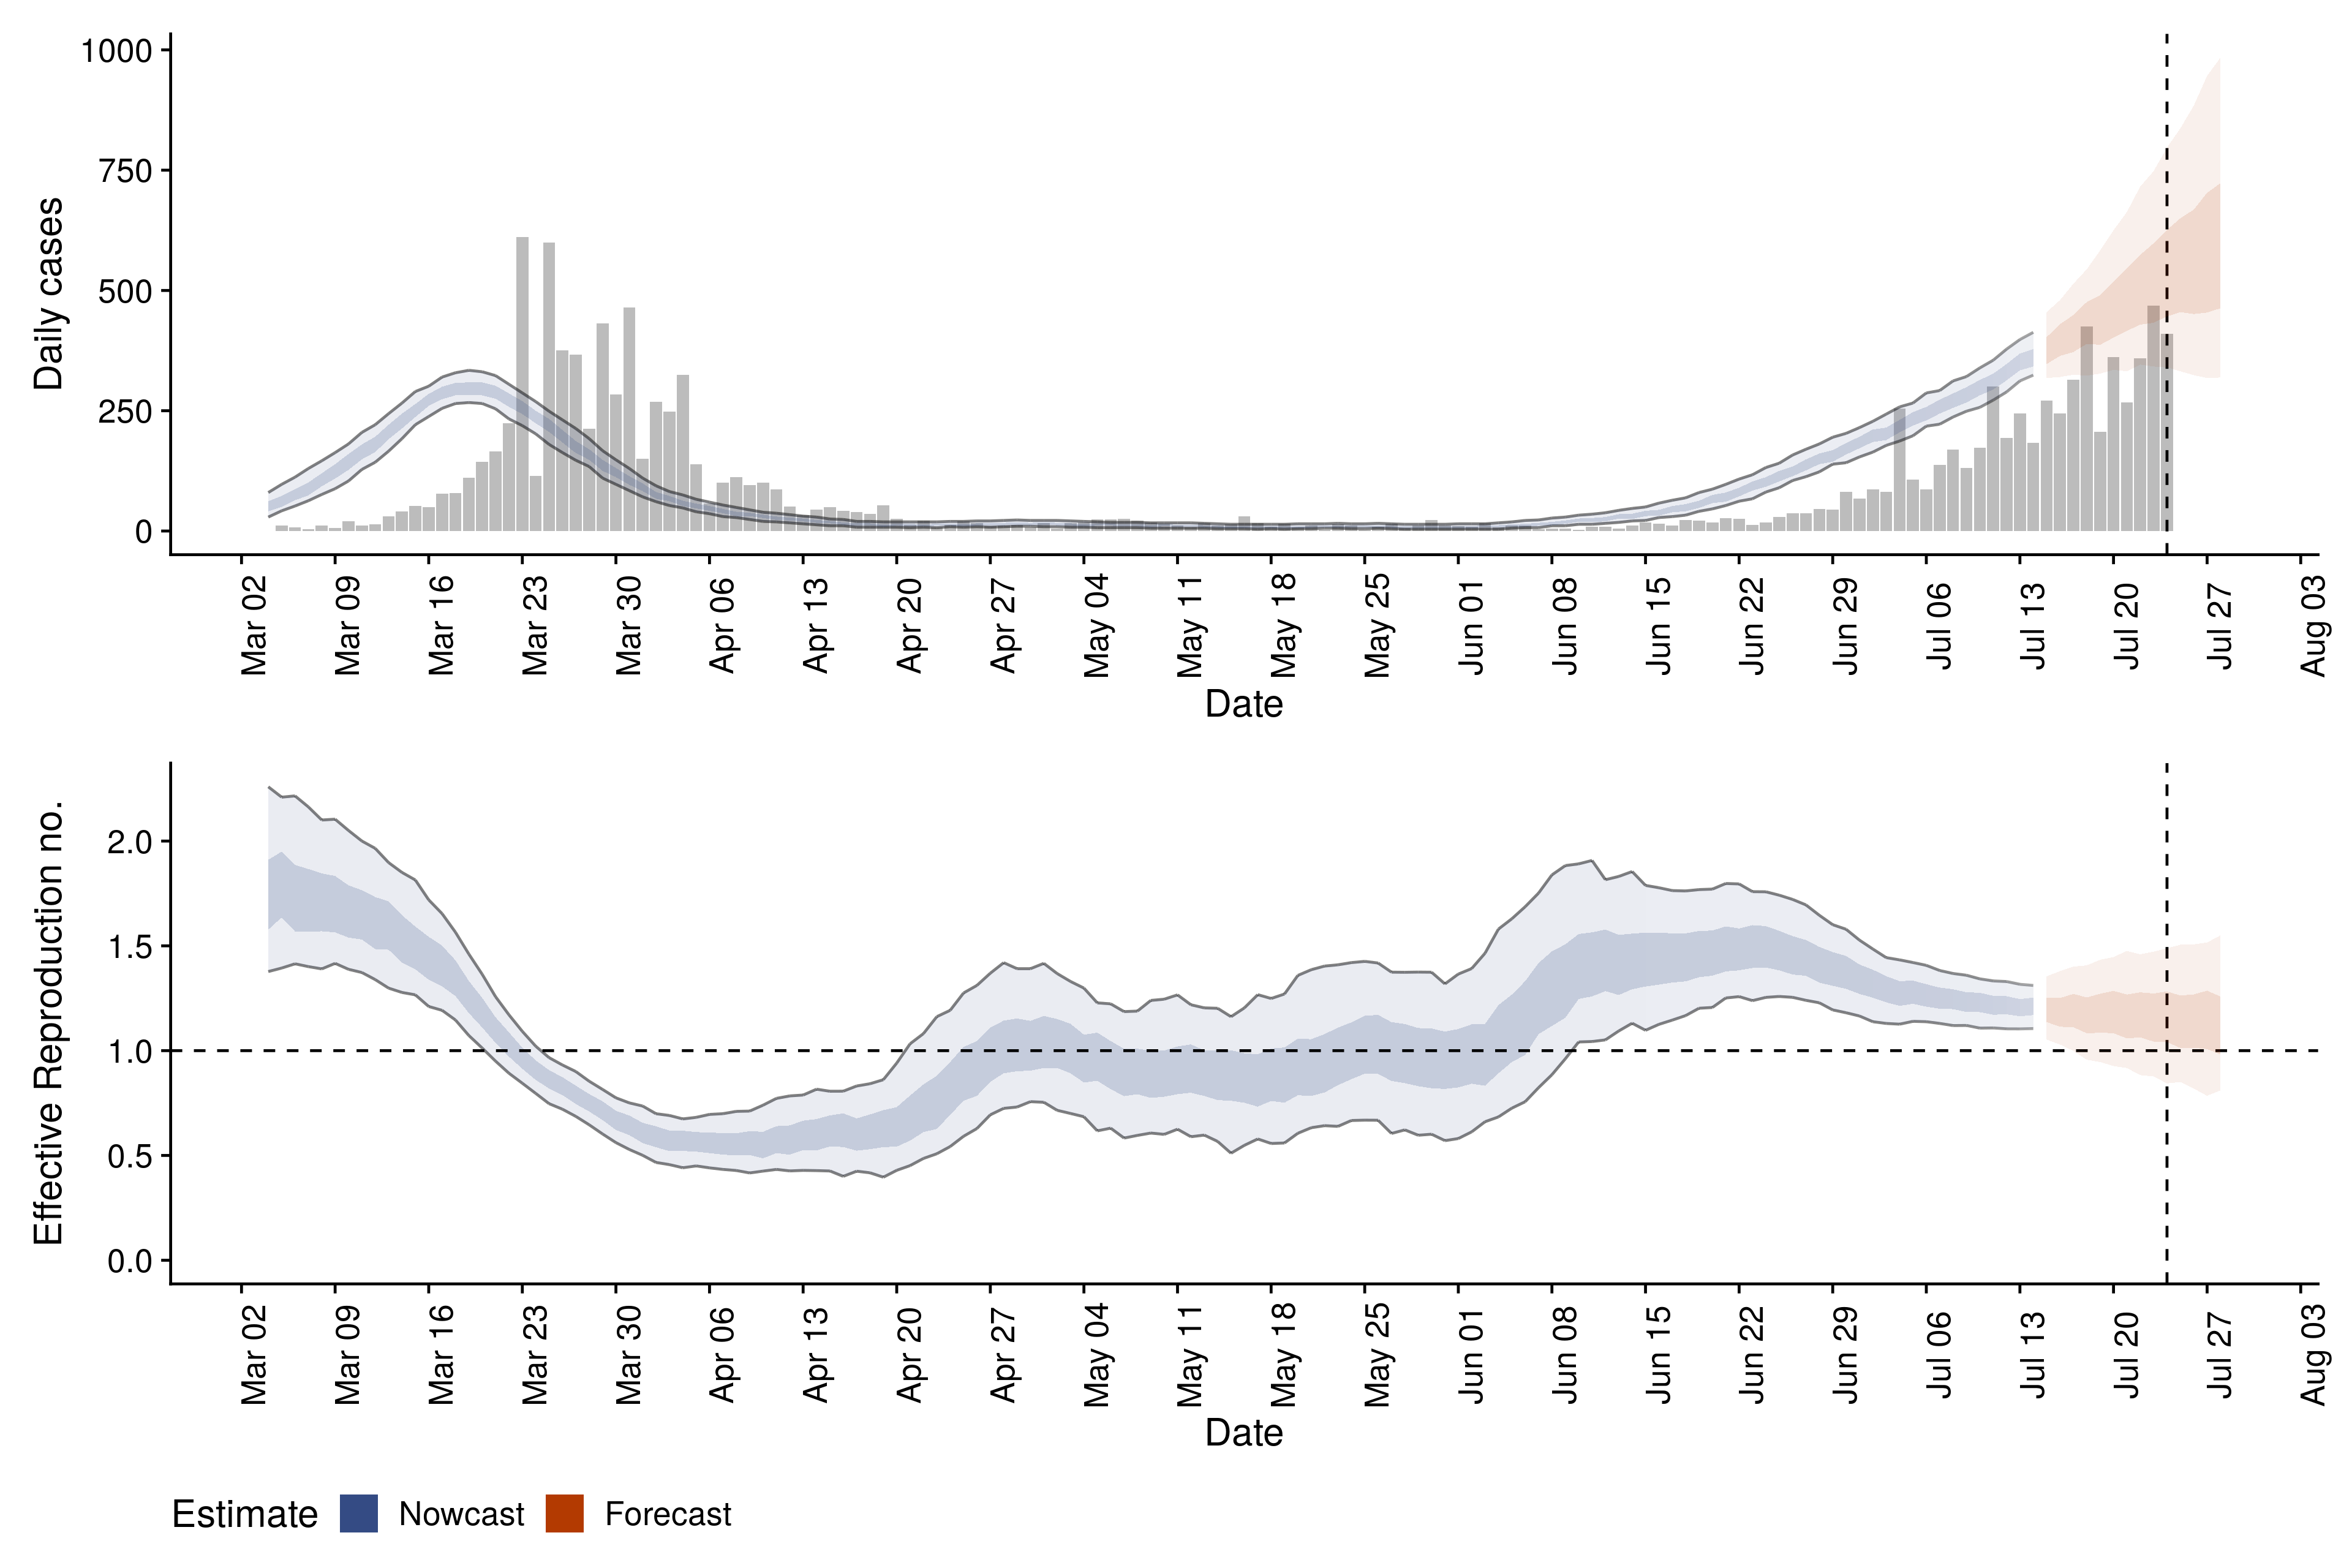 Daily cases
1000
750
500
250
0
Mar 02 Mar 09 Mar 16 Mar 23 Mar 30 Apr 06 Apr 13 Apr 20 Apr 27 May 04 May 11 May 18 May 25 Jun 01 Jun 08 Jun 15 Jun 22 Jun 29 Jul 06 Jul 13 Jul 20 Jul 27 Aug 03
Date
Effective Reproduction no.
2.0
1.5
1.0
0.5
0.0
Mar 02 Mar 09 Mar 16 Mar 23 Mar 30 Apr 06 Apr 13 Apr 20 Apr 27 May 04 May 11 May 18 May 25 Jun 01 Jun 08 Jun 15 Jun 22 Jun 29 Jul 06 Jul 13 Jul 20 Jul 27 Aug 03
Date
Estimate Nowcast Forecast